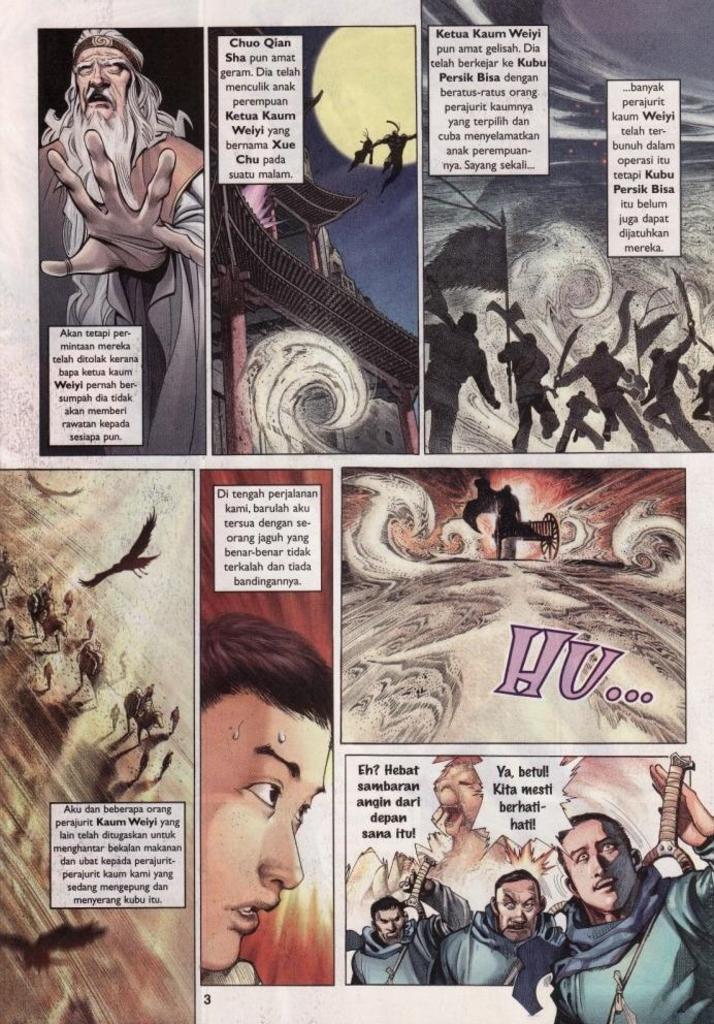 Akan tetapi per-
mintaan mereka
telah ditolak kerana
bapa ketua kaum
Weiyi pernah ber-
sumpah dia tidak
akan memberi
rawatan kepada
sesiapa pun.
Chuo Qian
Sha pun amat
geram. Dia telah
menculik anak
perempuan
Ketua Kaum
Weiyi yang
bernama Xue
Chu pada
suatu malam.
Ketua Kaum Weiyi
pun amat gelisah. Dia
telah berkejar ke Kubu
Persik Bisa dengan
beratus-ratus orang
perajurit kaumnya
yang terpilih dan
cuba menyelamatkan
anak perempuan-
nya. Sayang sekali...
...banyak
perajurit
kaum Weiyi
telah ter-
bunuh dalam
operasi itu
tetapi Kubu
Persik Bisa
itu belum
juga dapat
dijatuhkan
mereka.
Aku dan beberapa orang
perajurit Kaum Weiyi yang
lain telah ditugaskan untuk
menghantar bekalan makanan
dan ubat kepada perajurit-
perajurit kaum kami yang
sedang mengepung dan
menyerang kubu itu.
Di tengah perjalanan
kami, barulah aku
tersua dengan se-
orang jaguh yang
benar-benar tidak
terkalah dan tiada
bandingannya.
HU...
Eh? Hebat
sambaran
angin dari
depan
sana itu!
Ya, betul!
Kita mesti
berhati-
hati!
3